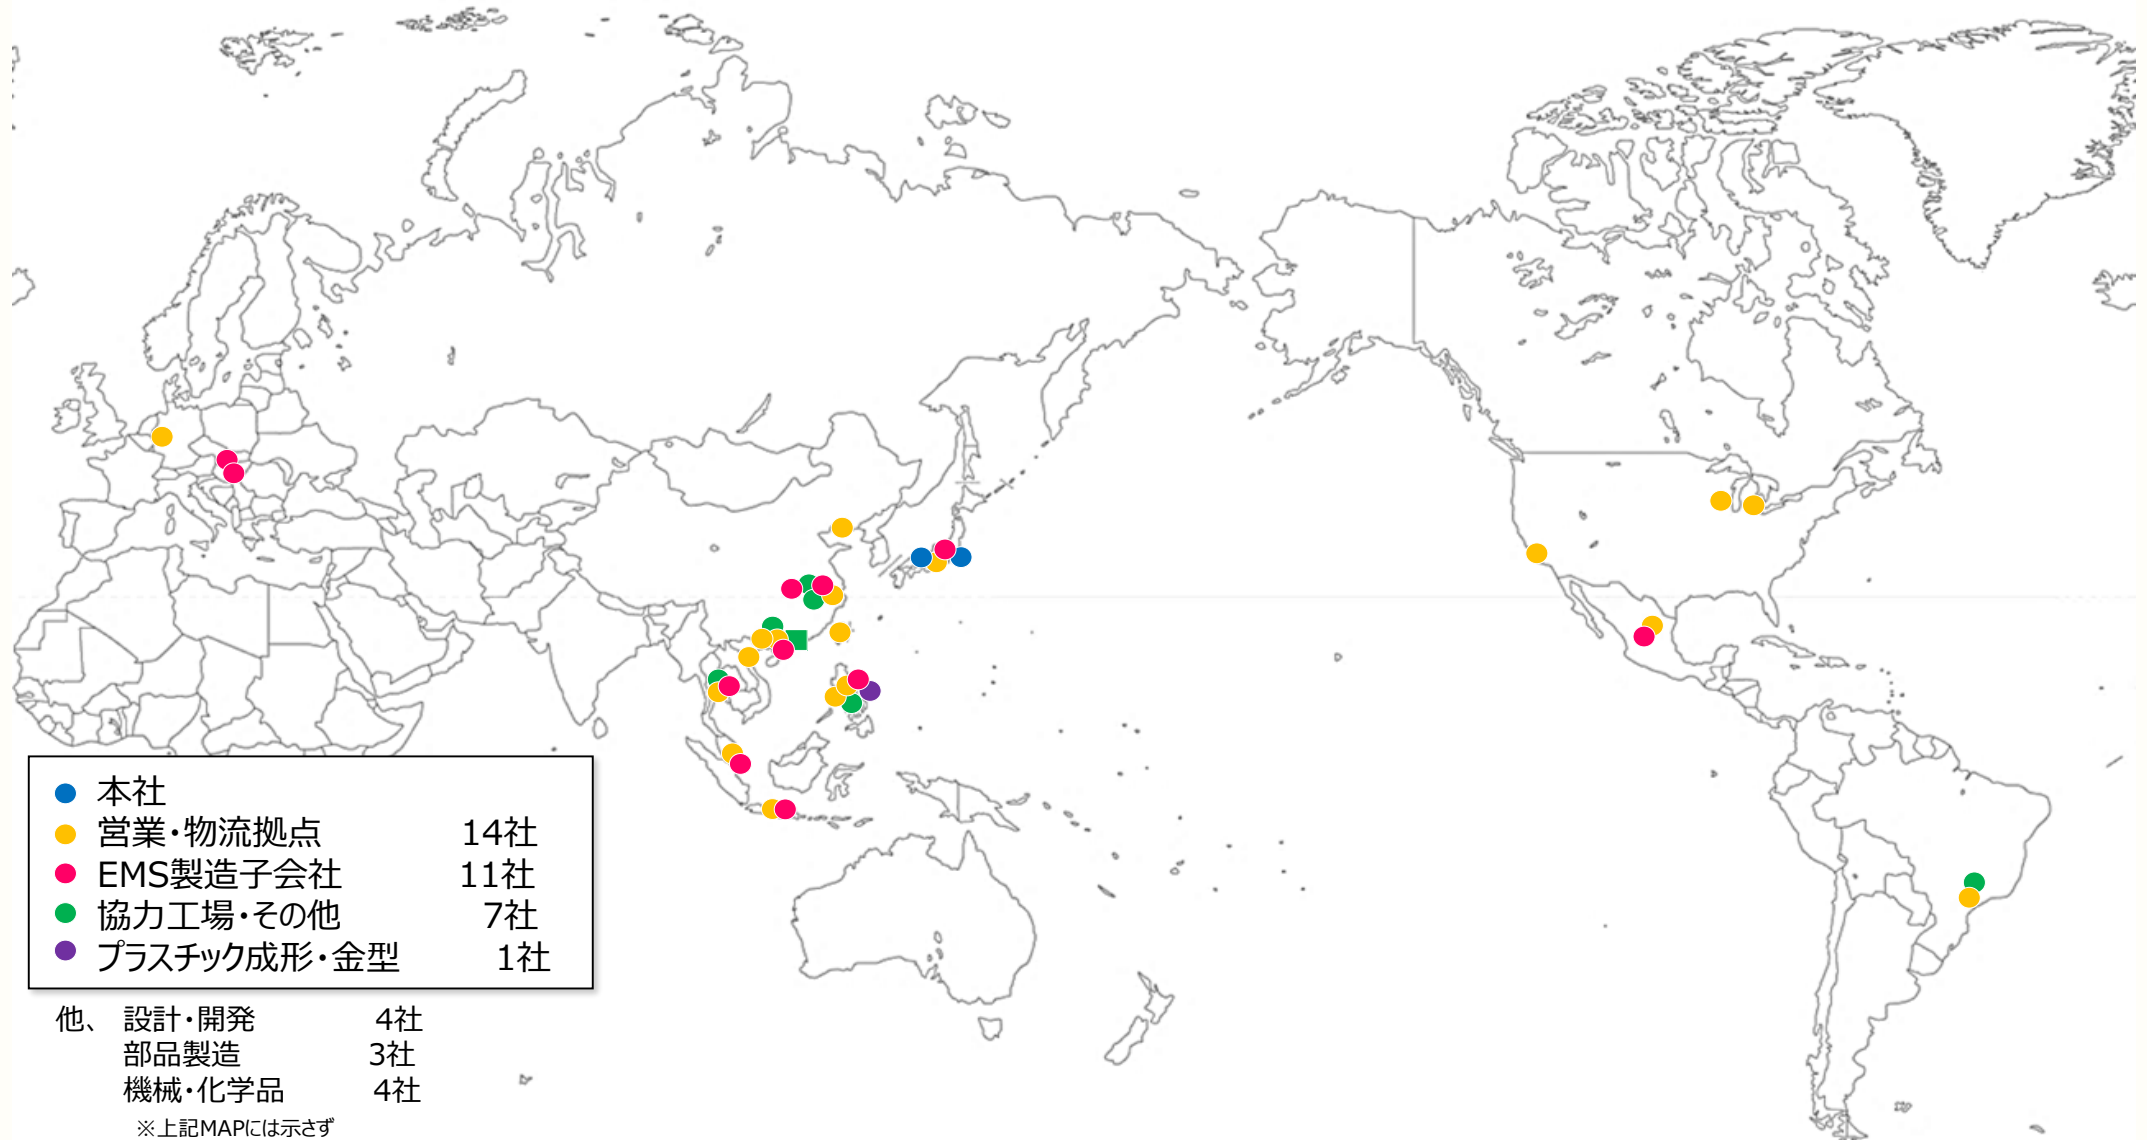 本社
営業・物流拠点 14社
EMS製造子会社 11社
協力工場・その他 7社
プラスチック成形・金型 1社
他、 設計・開発 4社
部品製造 3社
機械・化学品 4社
※上記MAPには示さず